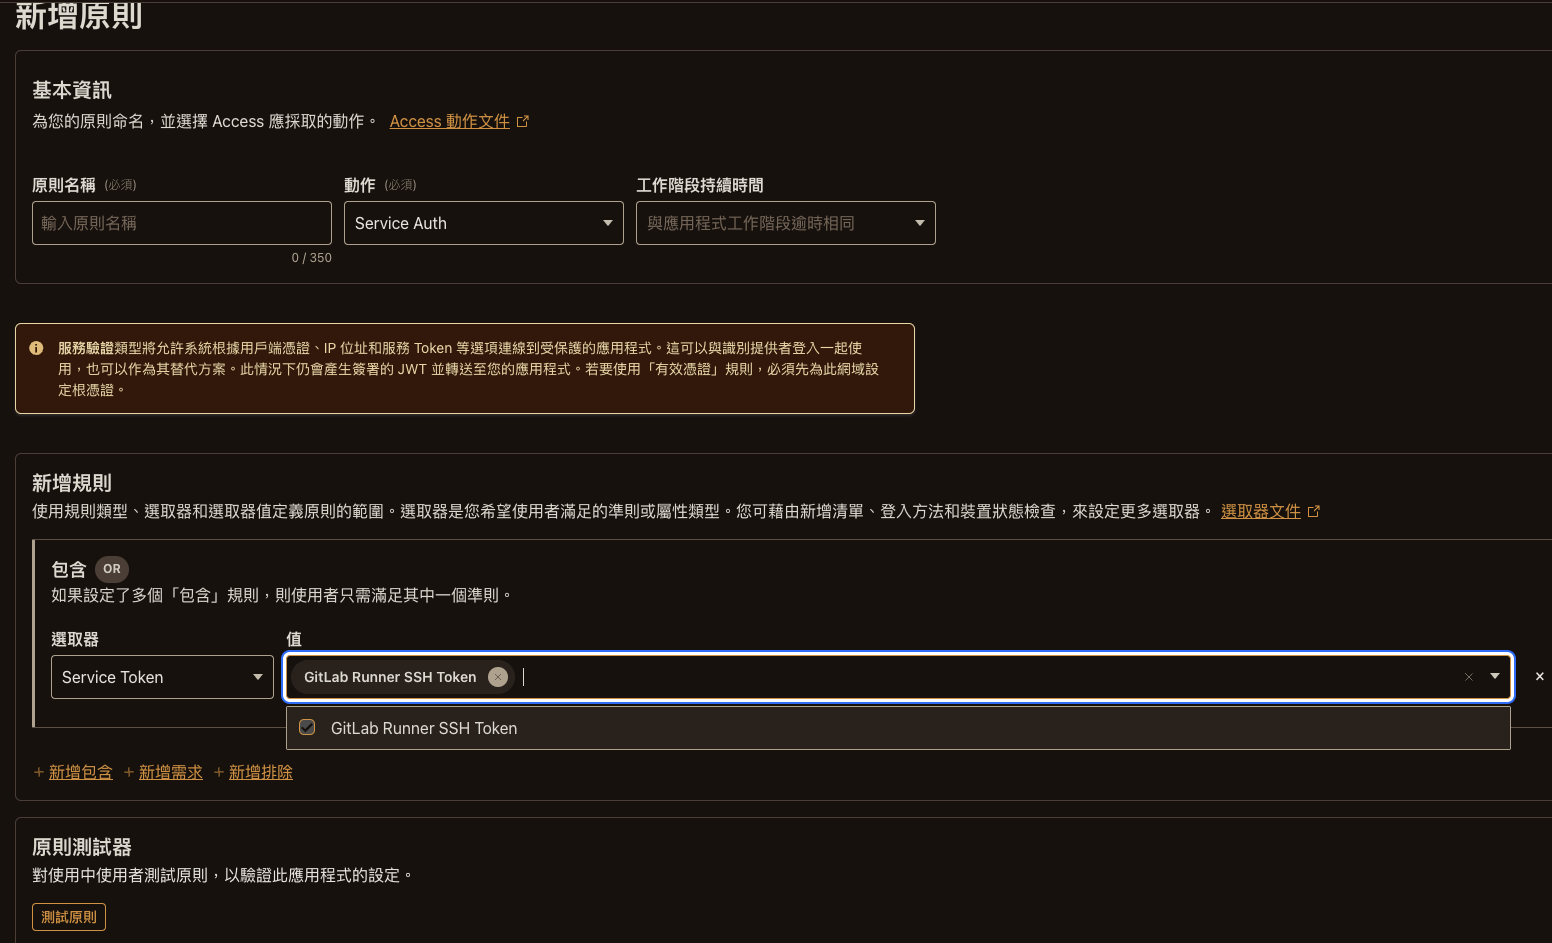 新增原則
基本資訊
為您的原則命名，並選擇 Access 應採取的動作。 Access 動作文件
原則名稱 (必須) 動作 (必須) 工作階段持續時間
輸入原則名稱 Service Auth 與應用程式工作階段逾時相同
0 / 350
服務驗證類型將允許系統根據用戶端憑證、IP 位址和服務 Token 等選項連線到受保護的應用程式。這可以與識別提供者登入一起使
用，也可以作為其替代方案。此情況下仍會產生簽署的 JWT 並轉送至您的應用程式。若要使用「有效憑證」規則，必須先為此網域設
定根憑證。
新增規則
使用規則類型、選取器和選取器值定義原則的範圍。選取器是您希望使用者滿足的準則或屬性類型。您可藉由新增清單、登入方法和裝置狀態檢查，來設定更多選取器。 選取器文件
包含 OR
如果設定了多個「包含」規則，則使用者只需滿足其中一個準則。
選取器 值
Service Token GitLab Runner SSH Token
GitLab Runner SSH Token
+ 新增包含 + 新增需求 + 新增排除
原則測試器
對使用中使用者測試原則，以驗證此應用程式的設定。
測試原則